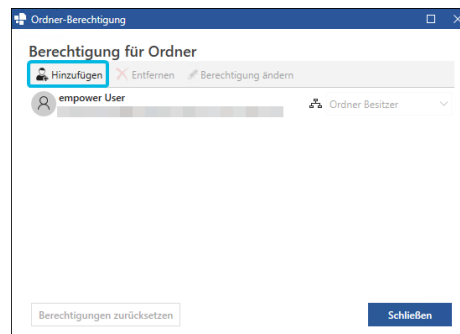 Ordner-Berechtigung
Berechtigung für Ordner
Hinzufügen Entfernen Berechtigung ändern
empower User
Ordner Besitzer
Berechtigungen zurücksetzen Schließen